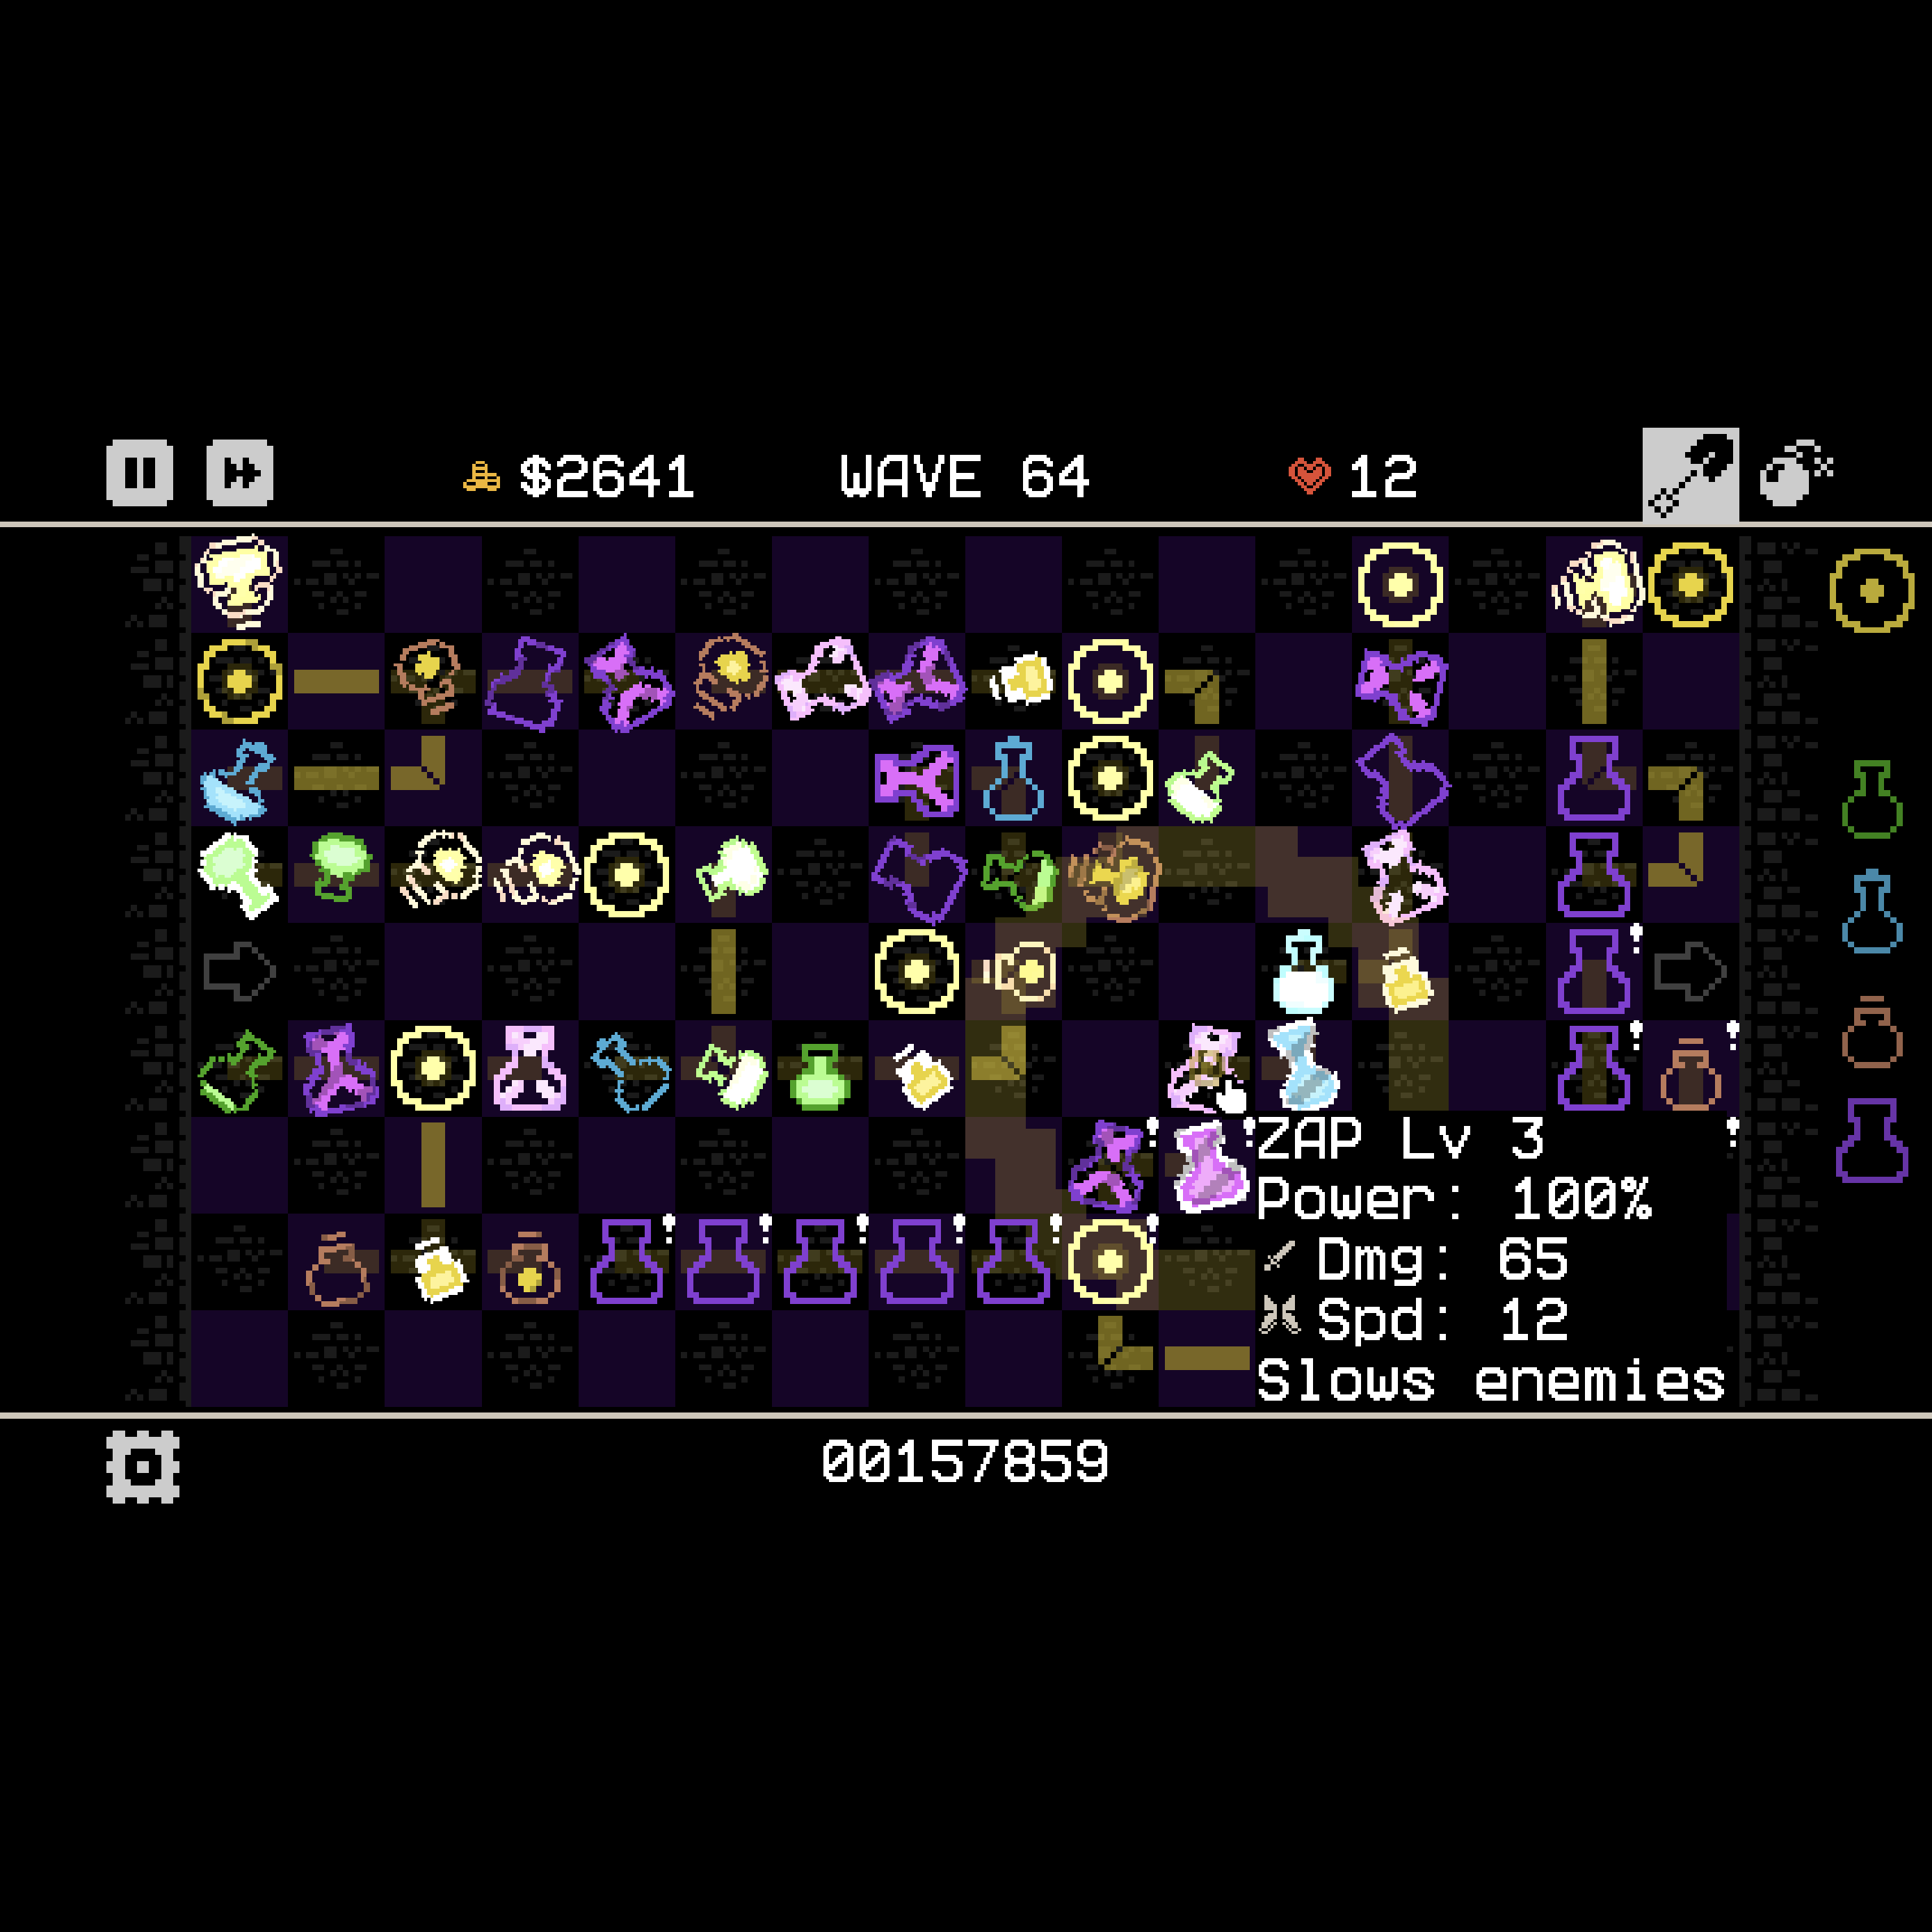 $2641 WAVE 64 12
ZAP Lv 3
Power: 100%
Dmg: 65
Spd: 12
Slows enemies
00157859